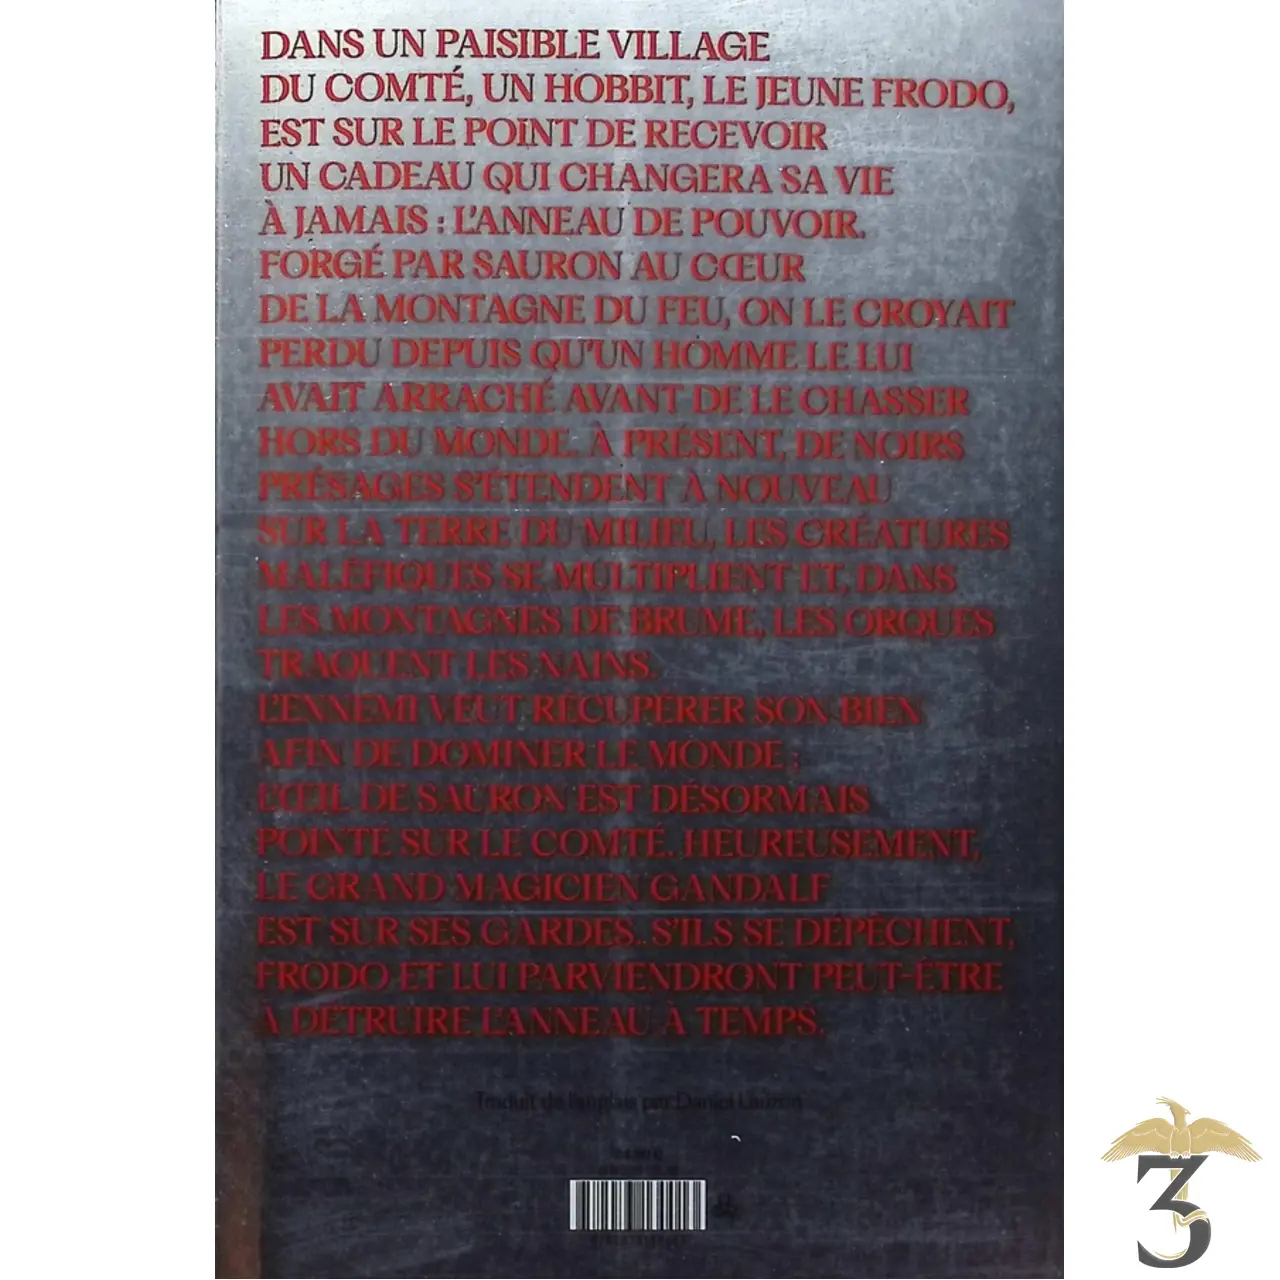 DANS UN PAISIBLE VILLAGE
DU COMTÉ, UN HOBBIT, LE JEUNE FRODO,
EST SUR LE POINT DE RECEVOIR
UN CADEAU QUI CHANGERA SA VIE
À JAMAIS : L'ANNEAU DE POUVOIR.
FORGÉ PAR SAURON AU CŒUR
DE LA MONTAGNE DU FEU, ON LE CROYAIT
PERDU DEPUIS QU'UN HOMME LE LUI
AVAIT ARRACHÉ AVANT DE LE CHASSER
HORS DU MONDE. À PRÉSENT, DE NOIRS
PRÉSAGES S'ÉTENDENT À NOUVEAU
SUR LA TERRE DU MILIEU, LES CRÉATURES
MALÉFIQUES SE MULTIPLIENT ET, DANS
LES MONTAGNES DE BRUME, LES ORQUES
TRAQUENT LES NAINS.
L'ENNEMI VEUT RÉCUPÉRER SON BIEN
AFIN DE DOMINER LE MONDE ;
L'ŒIL DE SAURON EST DÉSORMAIS
POINTÉ SUR LE COMTÉ. HEUREUSEMENT,
LE GRAND MAGICIEN GANDALF
EST SUR SES GARDES. S'ILS SE DÉPÊCHENT,
FRODO ET LUI PARVIENDRONT PEUT-ÊTRE
À DÉTRUIRE L'ANNEAU À TEMPS.
Traduit de l'anglais par Daniel Lauzon
3